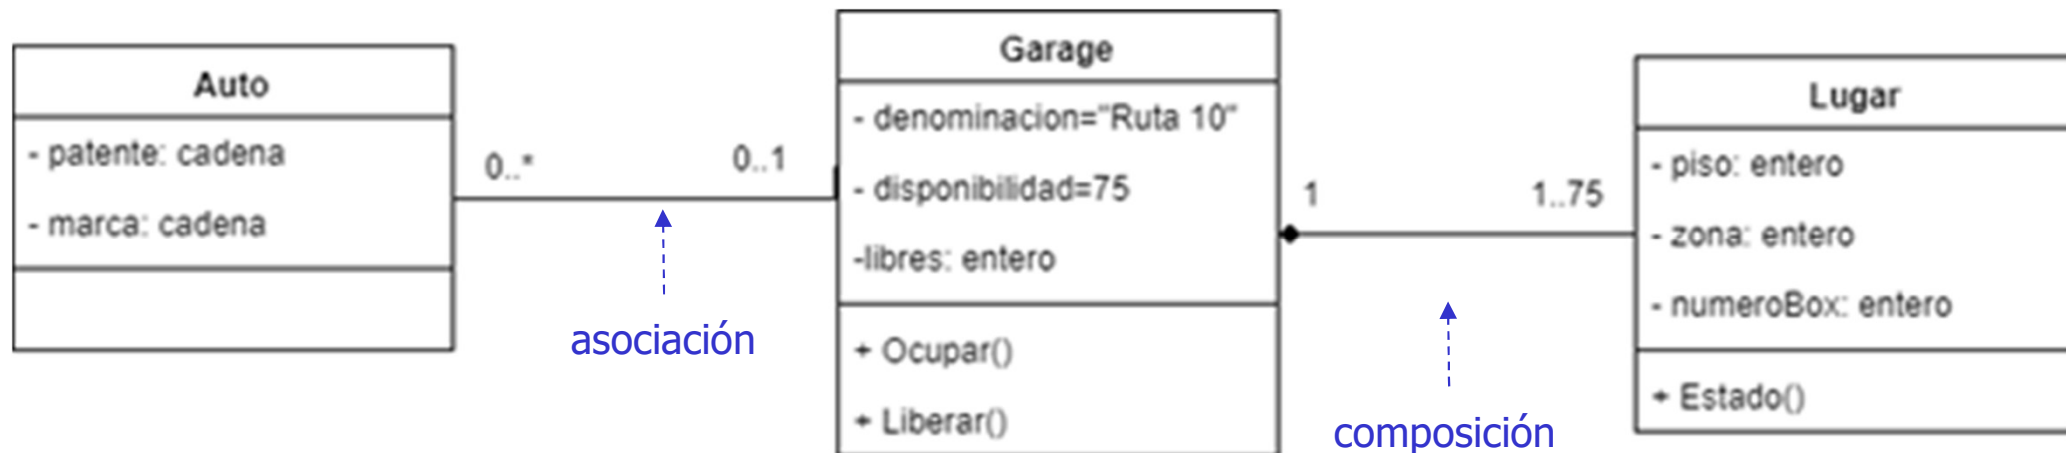 Auto
- patente: cadena
- marca: cadena
0..*
0..1
asociación
Garage
- denominacion="Ruta 10"
- disponibilidad=75
-libres: entero
+ Ocupar()
+ Liberar()
1
1..75
composición
Lugar
- piso: entero
- zona: entero
- numeroBox: entero
+ Estado()